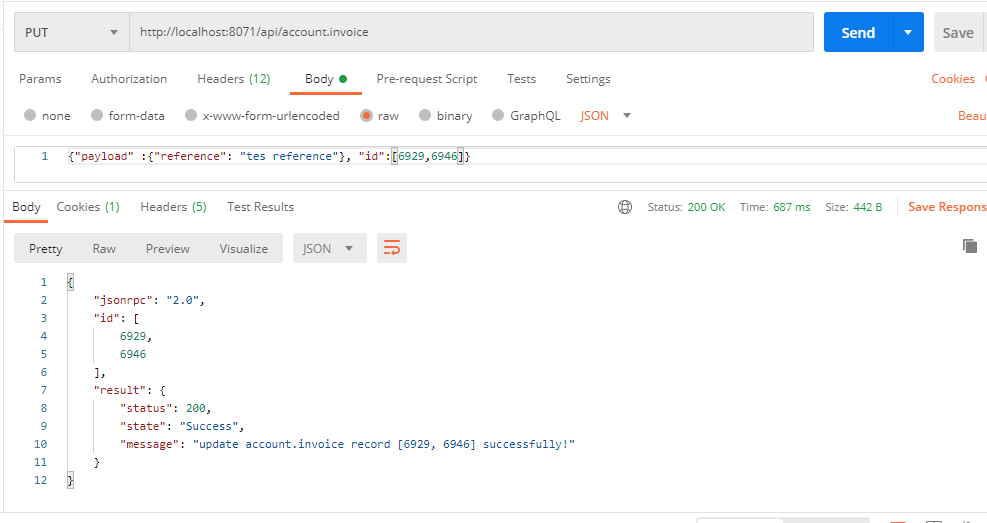 PUT http://localhost:8071/api/account.invoice Send Save
Params Authorization Headers (12) Body Pre-request Script Tests Settings Cookies
none form-data x-www-form-urlencoded raw binary GraphQL JSON Beau
1 {"payload" :{"reference": "tes reference"}, "id":[6929,6946]}
Body Cookies (1) Headers (5) Test Results Status: 200 OK Time: 687 ms Size: 442 B Save Respons
Pretty Raw Preview Visualize JSON
1 {
2 "jsonrpc": "2.0",
3 "id": [
4 6929,
5 6946
6 ],
7 "result": {
8 "status": 200,
9 "state": "Success",
10 "message": "update account.invoice record [6929, 6946] successfully!"
11 }
12 }